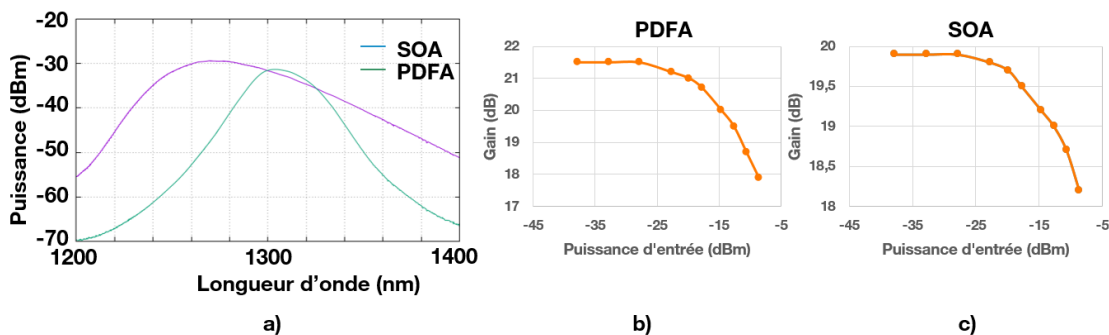 -20
-30
-40
-50
-60
-70
Puissance (dBm)
SOA
PDFA
1200
1300
1400
Longueur d'onde (nm)
a)
PDFA
22
21
20
19
18
17
Gain (dB)
-45
-35
-25
-15
-5
Puissance d'entrée (dBm)
b)
SOA
20
19,5
19
18,5
18
Gain (dB)
-45
-35
-25
-15
-5
Puissance d'entrée (dBm)
c)